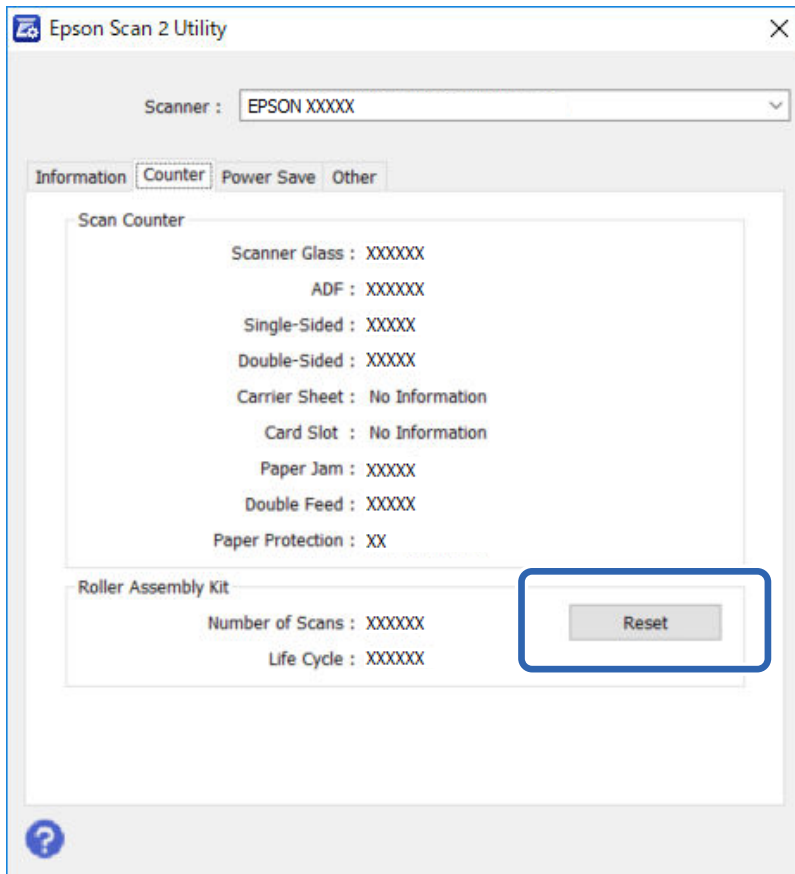 Epson Scan 2 Utility
Scanner : EPSON XXXXX
Information Counter Power Save Other
Scan Counter
Scanner Glass : XXXXXX
ADF : XXXXXX
Single-Sided : XXXXX
Double-Sided : XXXXX
Carrier Sheet : No Information
Card Slot : No Information
Paper Jam : XXXXX
Double Feed : XXXXX
Paper Protection : XX
Roller Assembly Kit
Number of Scans : XXXXXX Reset
Life Cycle : XXXXXX
?